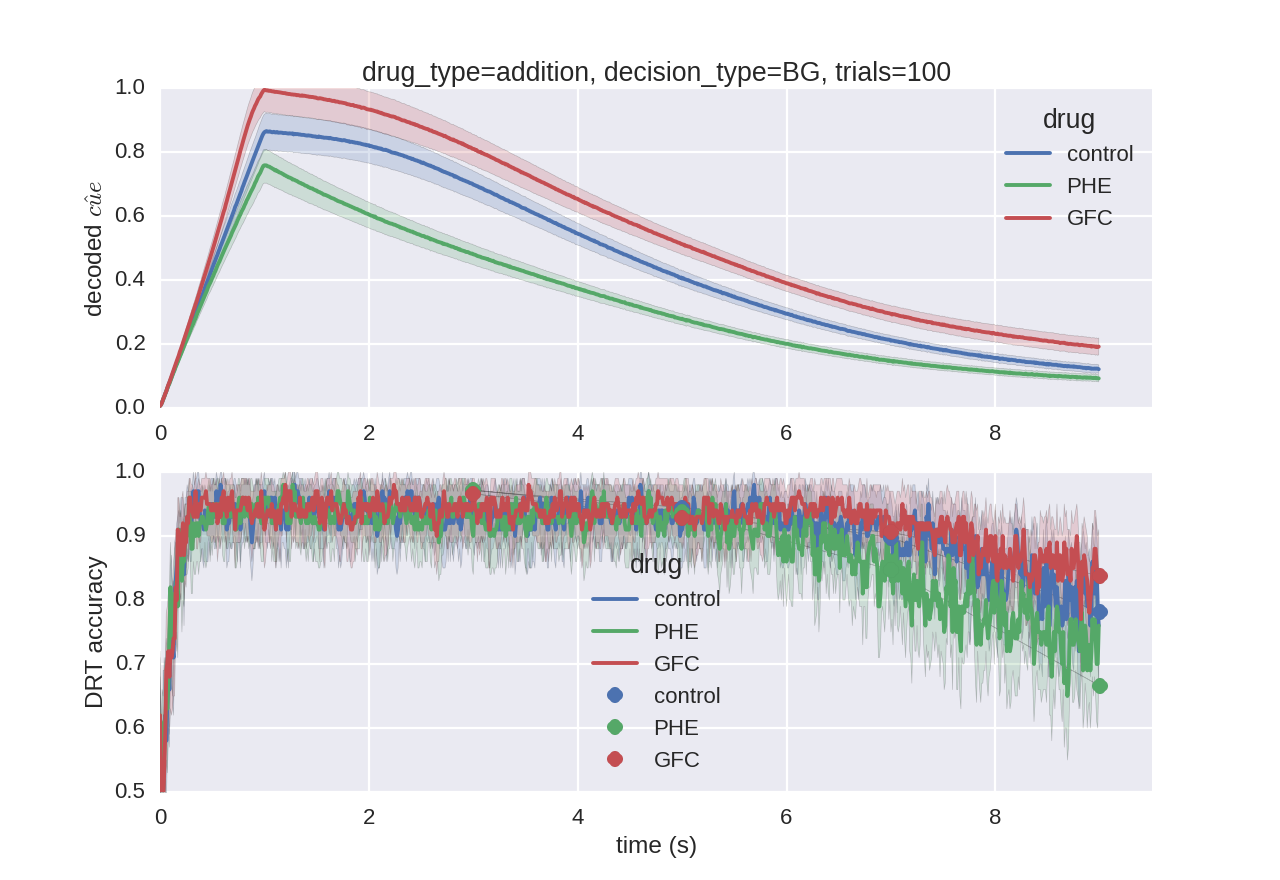 drug_type=addition, decision_type=BG, trials=100
1.0
0.8
0.6
0.4
0.2
0.0
decoded cûe
drug
control
PHE
GFC
0 2 4 6 8
1.0
0.9
0.8
0.7
0.6
0.5
DRT accuracy
drug
control
PHE
GFC
control
PHE
GFC
0 2 4 6 8
time (s)